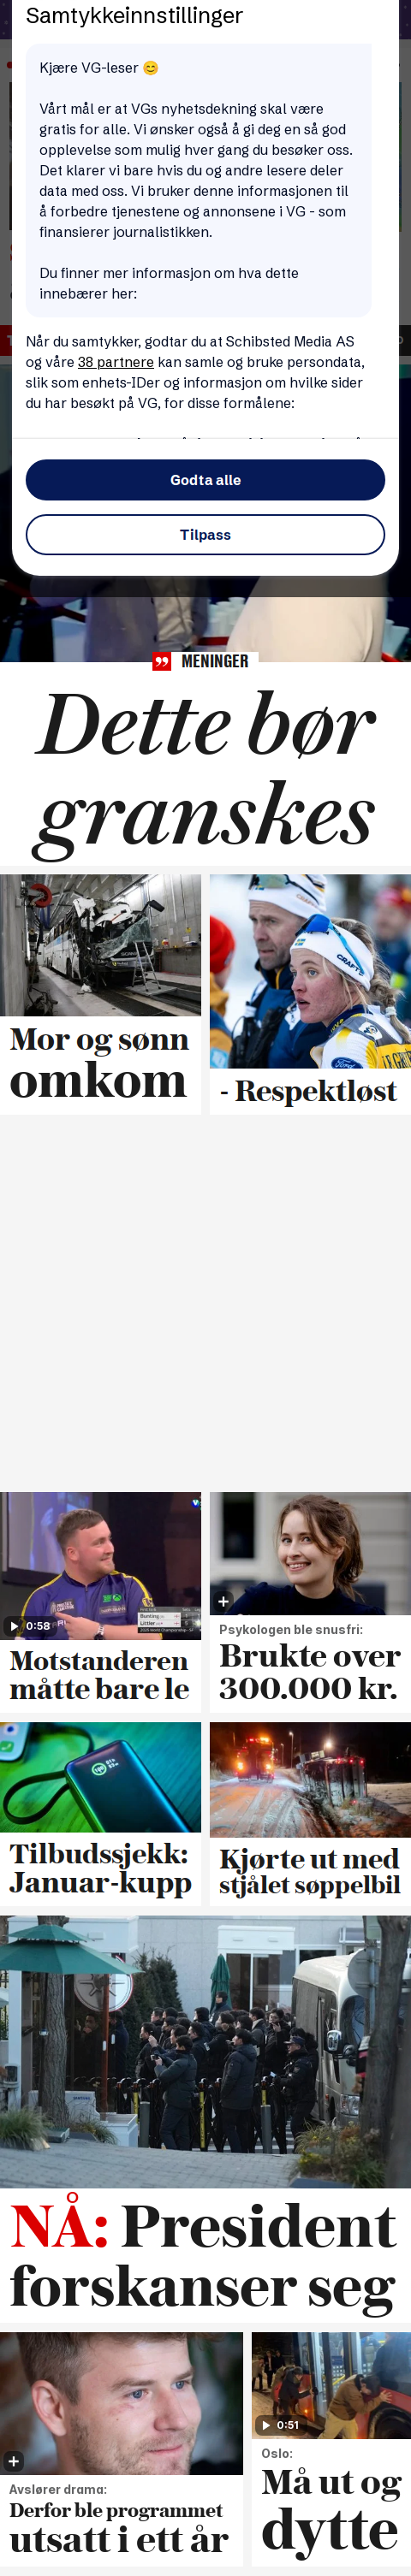 Samtykkeinnstillinger
Kjære VG-leser 😊
Vårt mål er at VGs nyhetsdekning skal være
gratis for alle. Vi ønsker også å gi deg en så god
opplevelse som mulig hver gang du besøker oss.
Det klarer vi bare hvis du og andre lesere deler
data med oss. Vi bruker denne informasjonen til
å forbedre tjenestene og annonsene i VG - som
finansierer journalistikken.
Du finner mer informasjon om hva dette
innebærer her:
Når du samtykker, godtar du at Schibsted Media AS
og våre 38 partnere kan samle og bruke persondata,
slik som enhets-IDer og informasjon om hvilke sider
du har besøkt på VG, for disse formålene:
Godta alle
Tilpass
MENINGER
Dette bør
granskes
Mor og sønn
omkom
CRAFT
- Respektløst
0:58
Motstanderen
måtte bare le
Psykologen ble snusfri:
Brukte over
300.000 kr.
Tilbudssjekk:
Januar-kupp
Kjørte ut med
stjålet søppelbil
NÅ: President
forskanser seg
Avslører drama:
Derfor ble programmet
utsatt i ett år
0:51
Oslo:
Må ut og
dytte